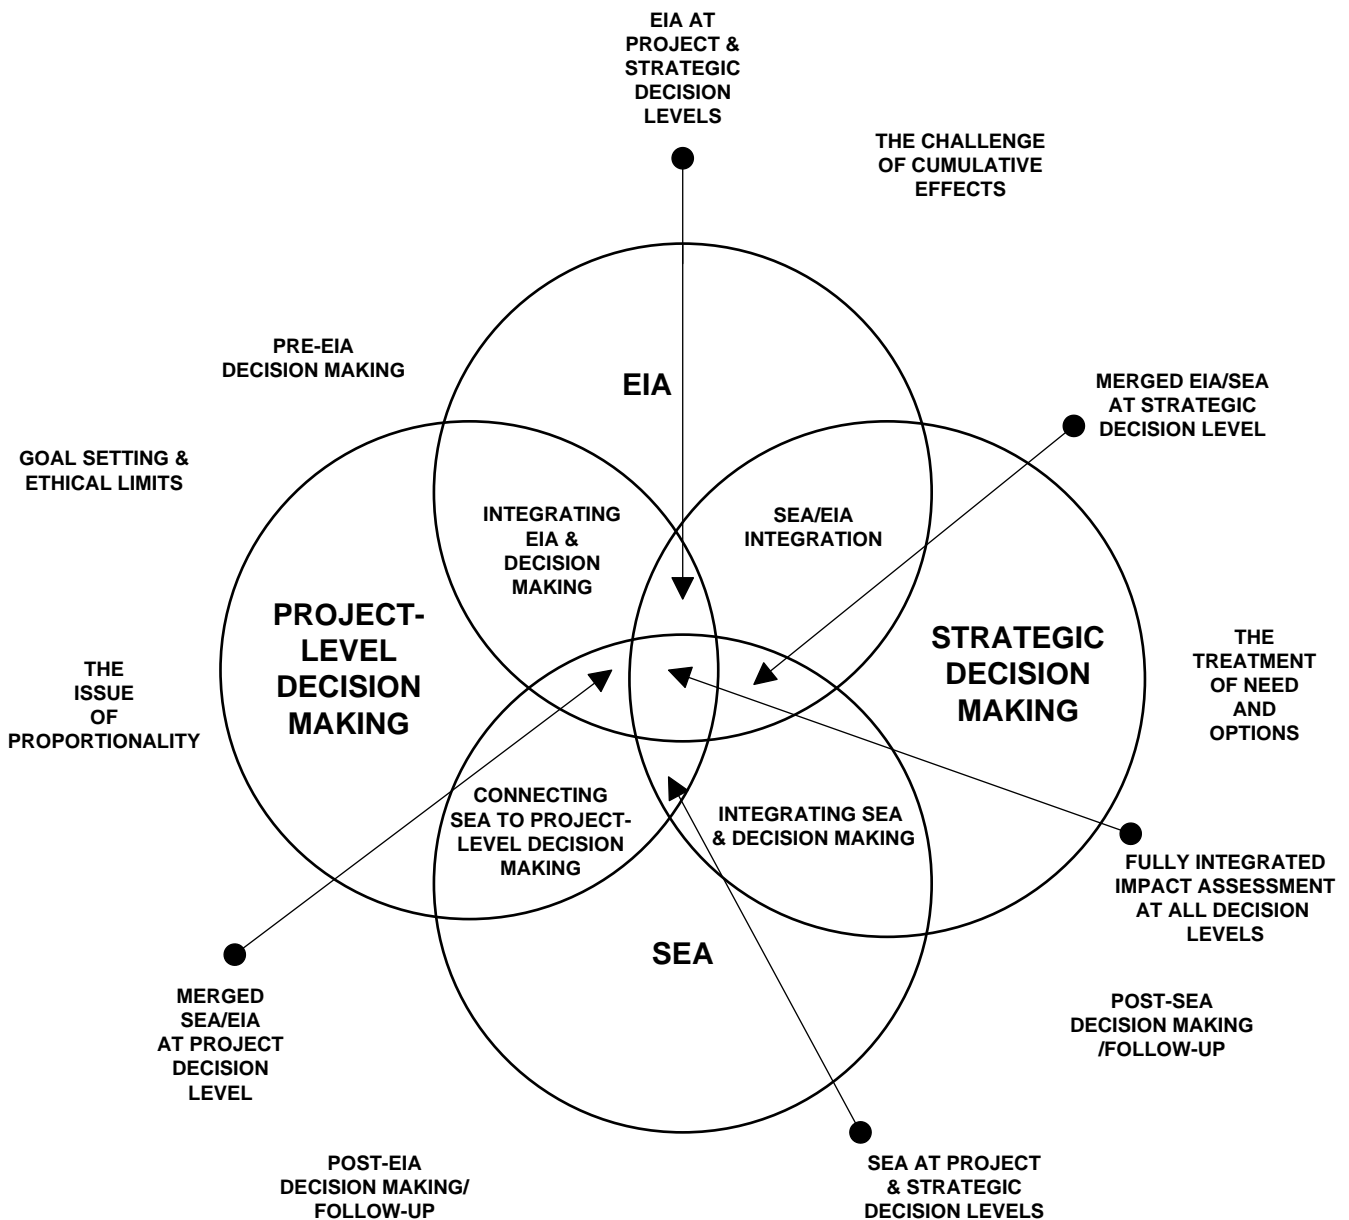 EIA AT
PROJECT &
STRATEGIC
DECISION
LEVELS
THE CHALLENGE
OF CUMULATIVE
EFFECTS
PRE-EIA
DECISION MAKING
EIA
MERGED EIA/SEA
AT STRATEGIC
DECISION LEVEL
GOAL SETTING &
ETHICAL LIMITS
INTEGRATING
EIA &
DECISION
MAKING
SEA/EIA
INTEGRATION
PROJECT-
LEVEL
DECISION
MAKING
STRATEGIC
DECISION
MAKING
THE
TREATMENT
OF NEED
AND
OPTIONS
THE
ISSUE
OF
PROPORTIONALITY
CONNECTING
SEA TO PROJECT-
LEVEL DECISION
MAKING
INTEGRATING SEA
& DECISION MAKING
FULLY INTEGRATED
IMPACT ASSESSMENT
AT ALL DECISION
LEVELS
SEA
MERGED
SEA/EIA
AT PROJECT
DECISION
LEVEL
POST-SEA
DECISION MAKING
/FOLLOW-UP
POST-EIA
DECISION MAKING/
FOLLOW-UP
SEA AT PROJECT
& STRATEGIC
DECISION LEVELS